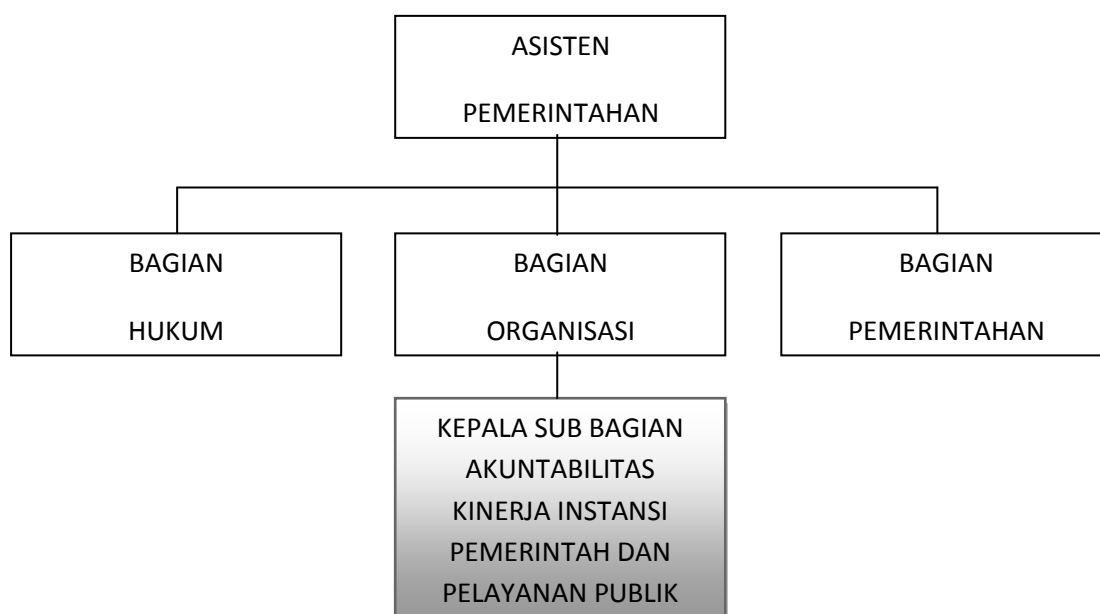 ASISTEN
PEMERINTAHAN
BAGIAN
HUKUM
BAGIAN
ORGANISASI
BAGIAN
PEMERINTAHAN
KEPALA SUB BAGIAN
AKUNTABILITAS
KINERJA INSTANSI
PEMERINTAH DAN
PELAYANAN PUBLIK